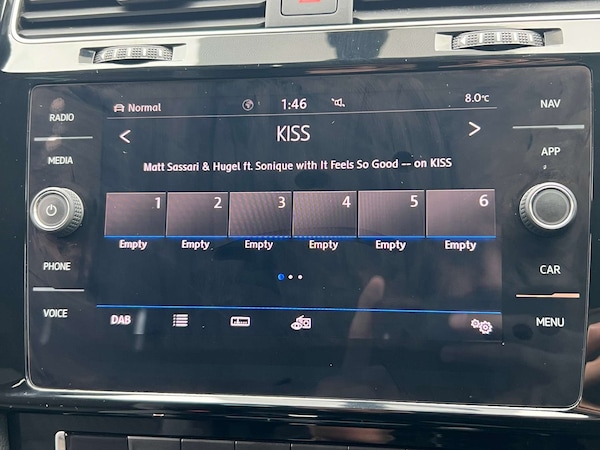 RADIO
MEDIA
PHONE
VOICE
Normal
1:46
8.0°C
KISS
Matt Sassari & Hugel ft. Sonique with It Feels So Good -- on KISS
1 2 3 4 5 6
Empty Empty Empty Empty Empty Empty
DAB
NAV
APP
CAR
MENU